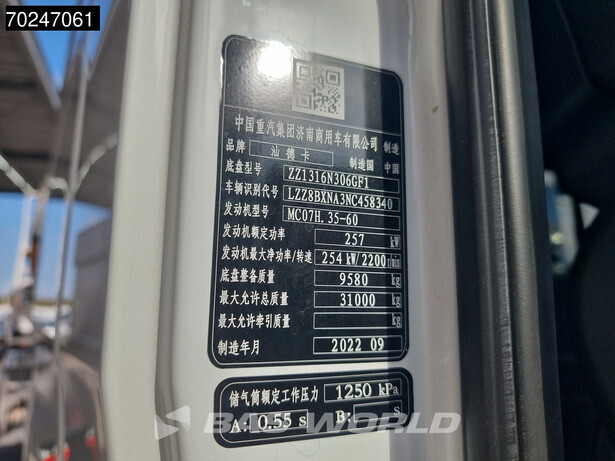 70247061
中国重汽集团济南商用车有限公司 制造
品牌 汕德卡 制造国 中国
底盘型号 ZZ1316N306GF1
车辆识别代号 LZZ8BXNA3NC458340
发动机型号 MC07H.35-60
发动机额定功率 257 kW
发动机最大净功率/转速 254 kW/2200r/min
底盘整备质量 9580 kg
最大允许总质量 31000 kg
最大允许牵引质量 kg
制造年月 2022 09
储气筒额定工作压力 1250 kPa
A: 0.55 s B: s
BAS WORLD